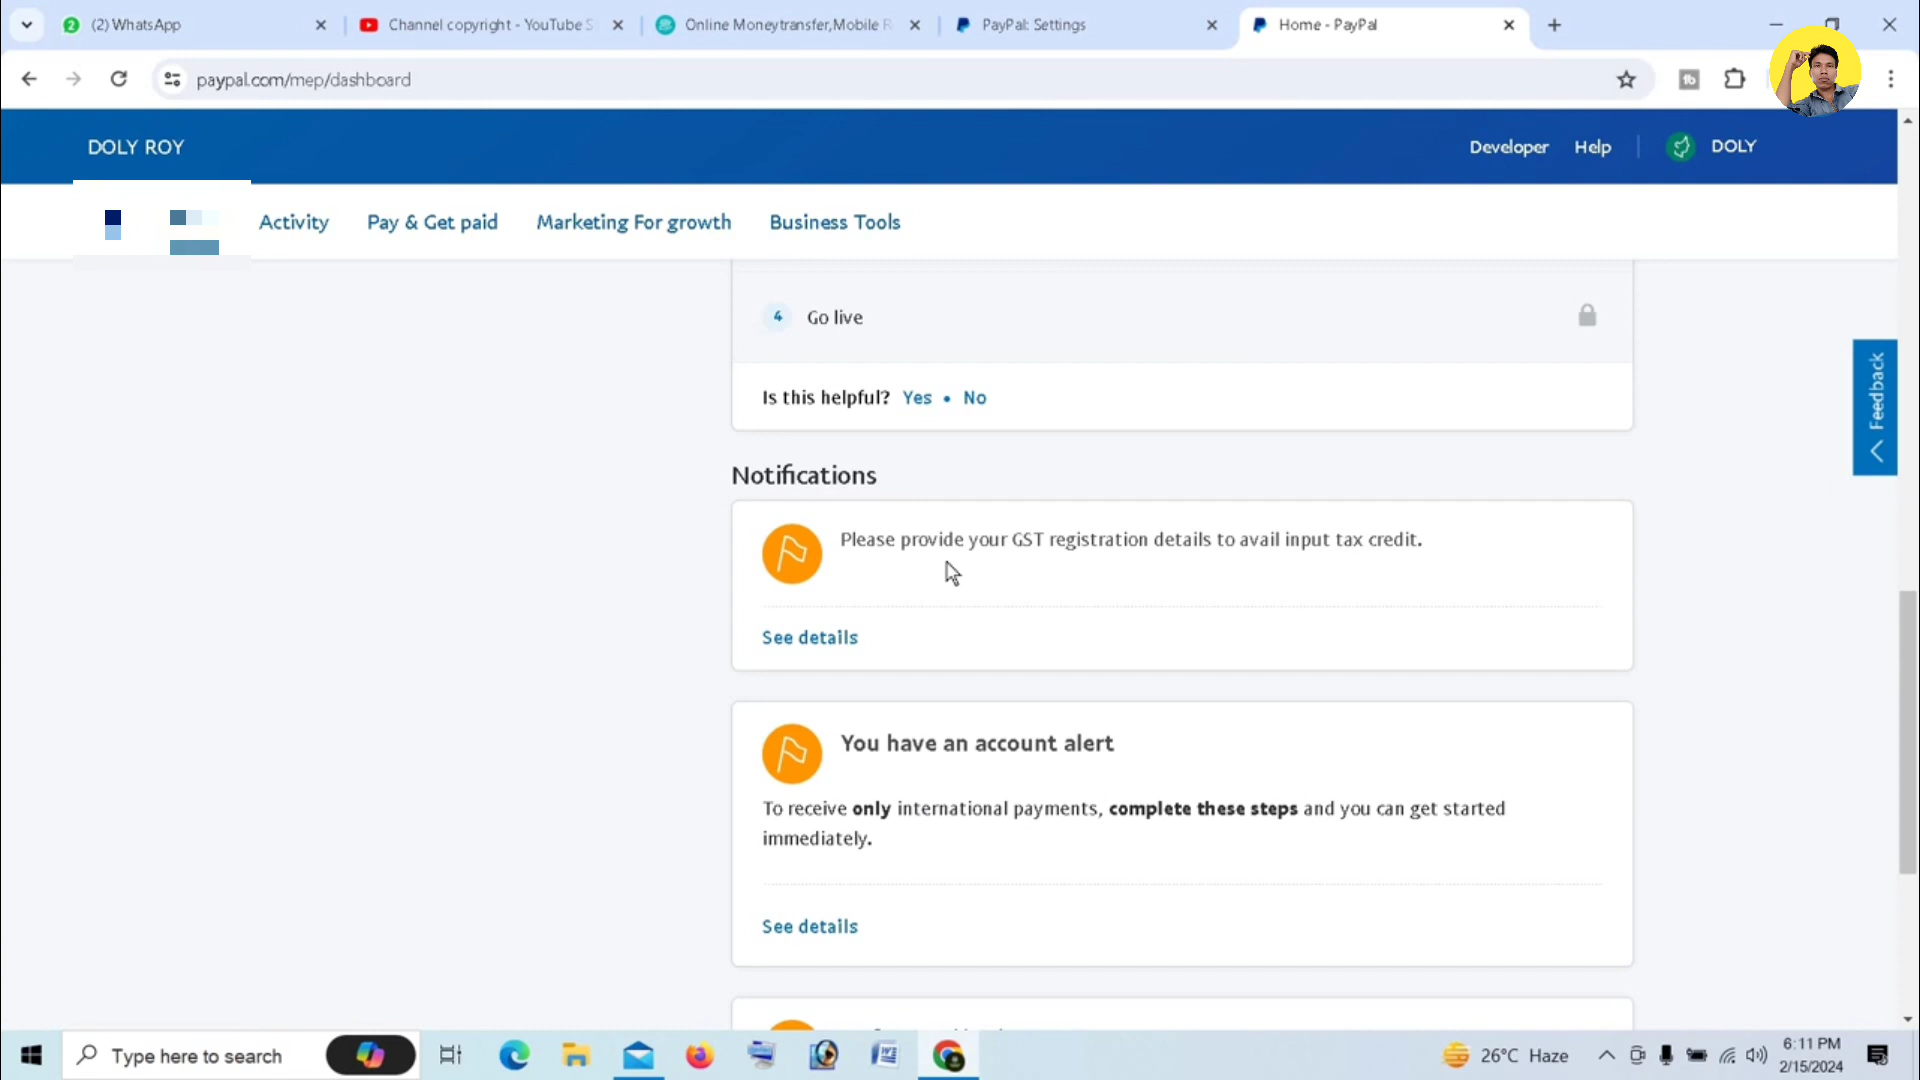 (2) WhatsApp
Channel copyright - YouTube S
Online Moneytransfer,Mobile R
PayPal: Settings
Home - PayPal
paypal.com/mep/dashboard
DOLY ROY
Developer
Help
DOLY
Activity
Pay & Get paid
Marketing For growth
Business Tools
4
Go live
Is this helpful? Yes • No
Feedback
Notifications
Please provide your GST registration details to avail input tax credit.
See details
You have an account alert
To receive only international payments, complete these steps and you can get started
immediately.
See details
Type here to search
26°C Haze
6:11 PM
2/15/2024